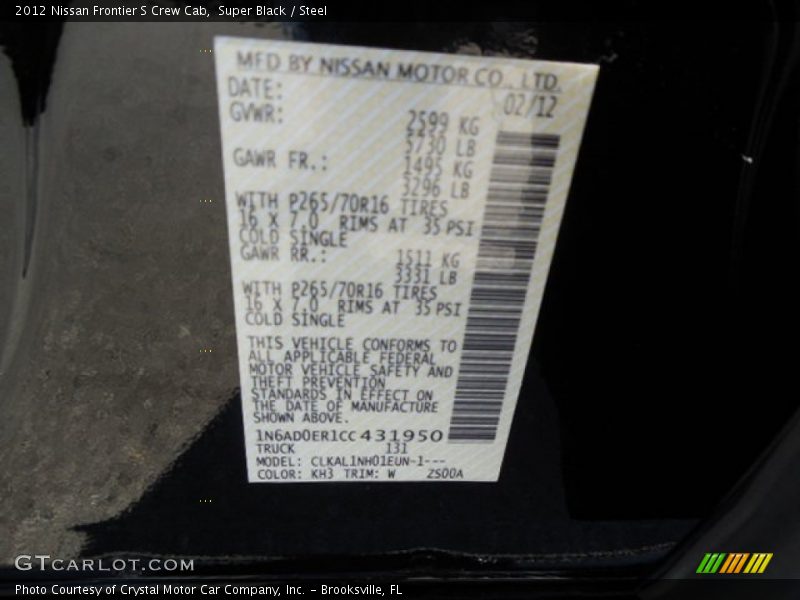 2012 Nissan Frontier S Crew Cab, Super Black / Steel
MFD BY NISSAN MOTOR CO., LTD.
DATE: 02/12
GVWR: 2599 KG
5730 LB
GAWR FR.: 1495 KG
3296 LB
WITH P265/70R16 TIRES
16 X 7.0 RIMS AT 35 PSI
COLD SINGLE
GAWR RR.: 1511 KG
3331 LB
WITH P265/70R16 TIRES
16 X 7.0 RIMS AT 35 PSI
COLD SINGLE
THIS VEHICLE CONFORMS TO
ALL APPLICABLE FEDERAL
MOTOR VEHICLE SAFETY AND
THEFT PREVENTION
STANDARDS IN EFFECT ON
THE DATE OF MANUFACTURE
SHOWN ABOVE.
1N6AD0ER1CC431950
TRUCK 131
MODEL: CLKAL1NH01EUN-1---
COLOR: KH3 TRIM: W ZS00A
GTCARLOT.COM
Photo Courtesy of Crystal Motor Car Company, Inc. – Brooksville, FL